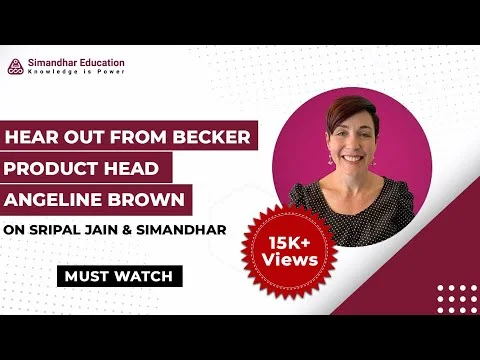 Simandhar Education
Knowledge is Power
HEAR OUT FROM BECKER
PRODUCT HEAD
ANGELINE BROWN
ON SRIPAL JAIN & SIMANDHAR
15K+
Views
MUST WATCH